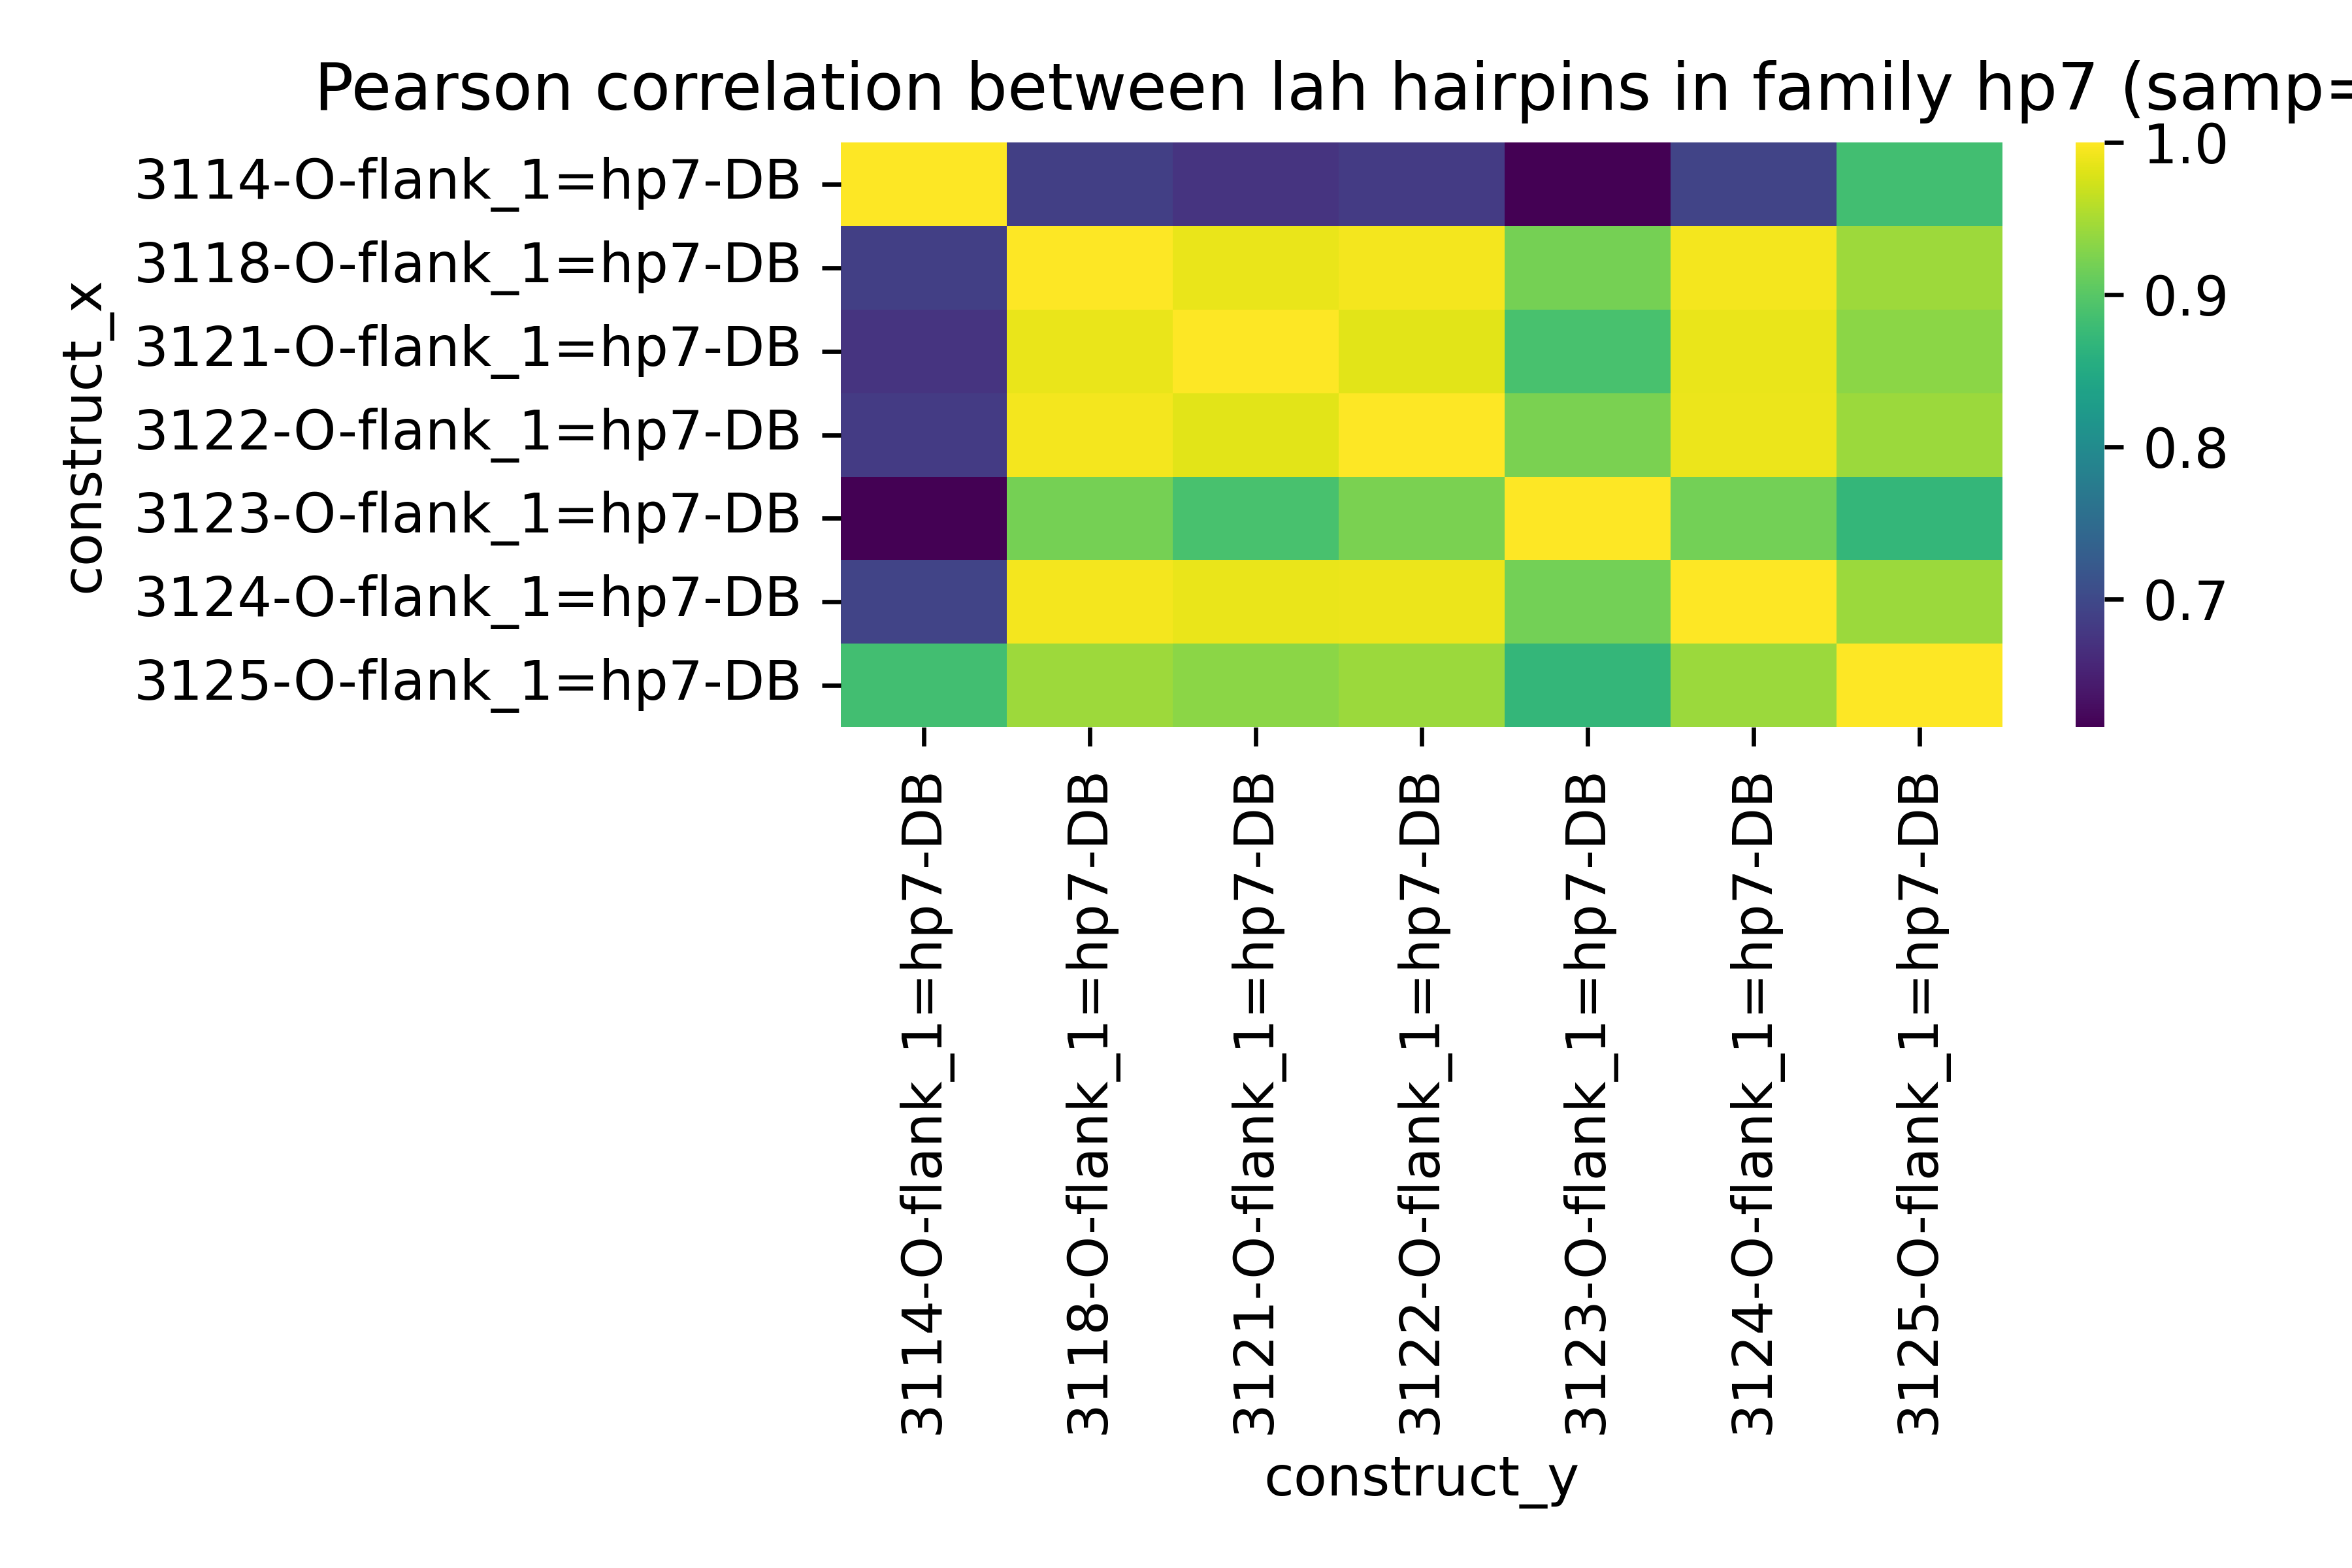 Pearson correlation between lah hairpins in family hp7 (samp=
construct_x
3114-O-flank_1=hp7-DB
3118-O-flank_1=hp7-DB
3121-O-flank_1=hp7-DB
3122-O-flank_1=hp7-DB
3123-O-flank_1=hp7-DB
3124-O-flank_1=hp7-DB
3125-O-flank_1=hp7-DB
1.0
0.9
0.8
0.7
3114-O-flank_1=hp7-DB
3118-O-flank_1=hp7-DB
3121-O-flank_1=hp7-DB
3122-O-flank_1=hp7-DB
3123-O-flank_1=hp7-DB
3124-O-flank_1=hp7-DB
3125-O-flank_1=hp7-DB
construct_y